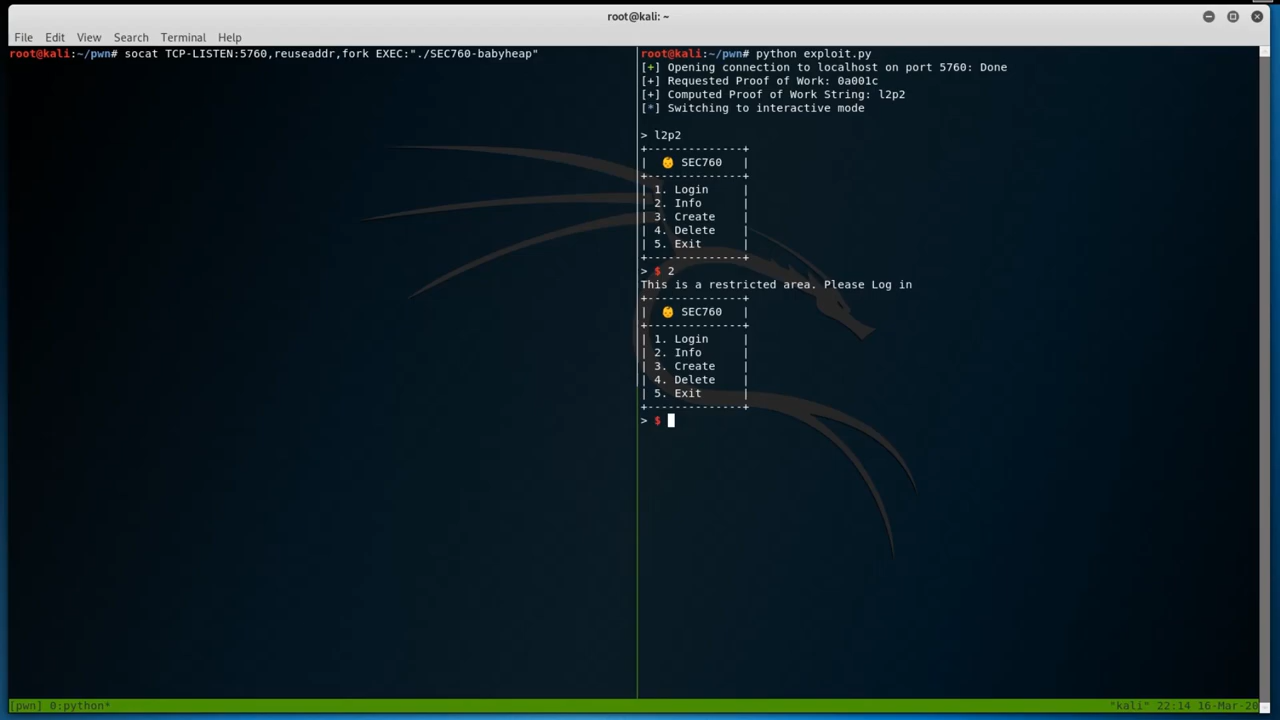 root@kali: ~
File Edit View Search Terminal Help
root@kali:~/pwn# socat TCP-LISTEN:5760,reuseaddr,fork EXEC:"./SEC760-babyheap"
root@kali:~/pwn# python exploit.py
[+] Opening connection to localhost on port 5760: Done
[+] Requested Proof of Work: 0a001c
[+] Computed Proof of Work String: l2p2
[*] Switching to interactive mode
> l2p2
+--------------+
|  👶 SEC760   |
+--------------+
| 1. Login     |
| 2. Info      |
| 3. Create    |
| 4. Delete    |
| 5. Exit      |
+--------------+
> $ 2
This is a restricted area. Please Log in
+--------------+
|  👶 SEC760   |
+--------------+
| 1. Login     |
| 2. Info      |
| 3. Create    |
| 4. Delete    |
| 5. Exit      |
+--------------+
> $
[pwn] 0:python* "kali" 22:14 16-Mar-20